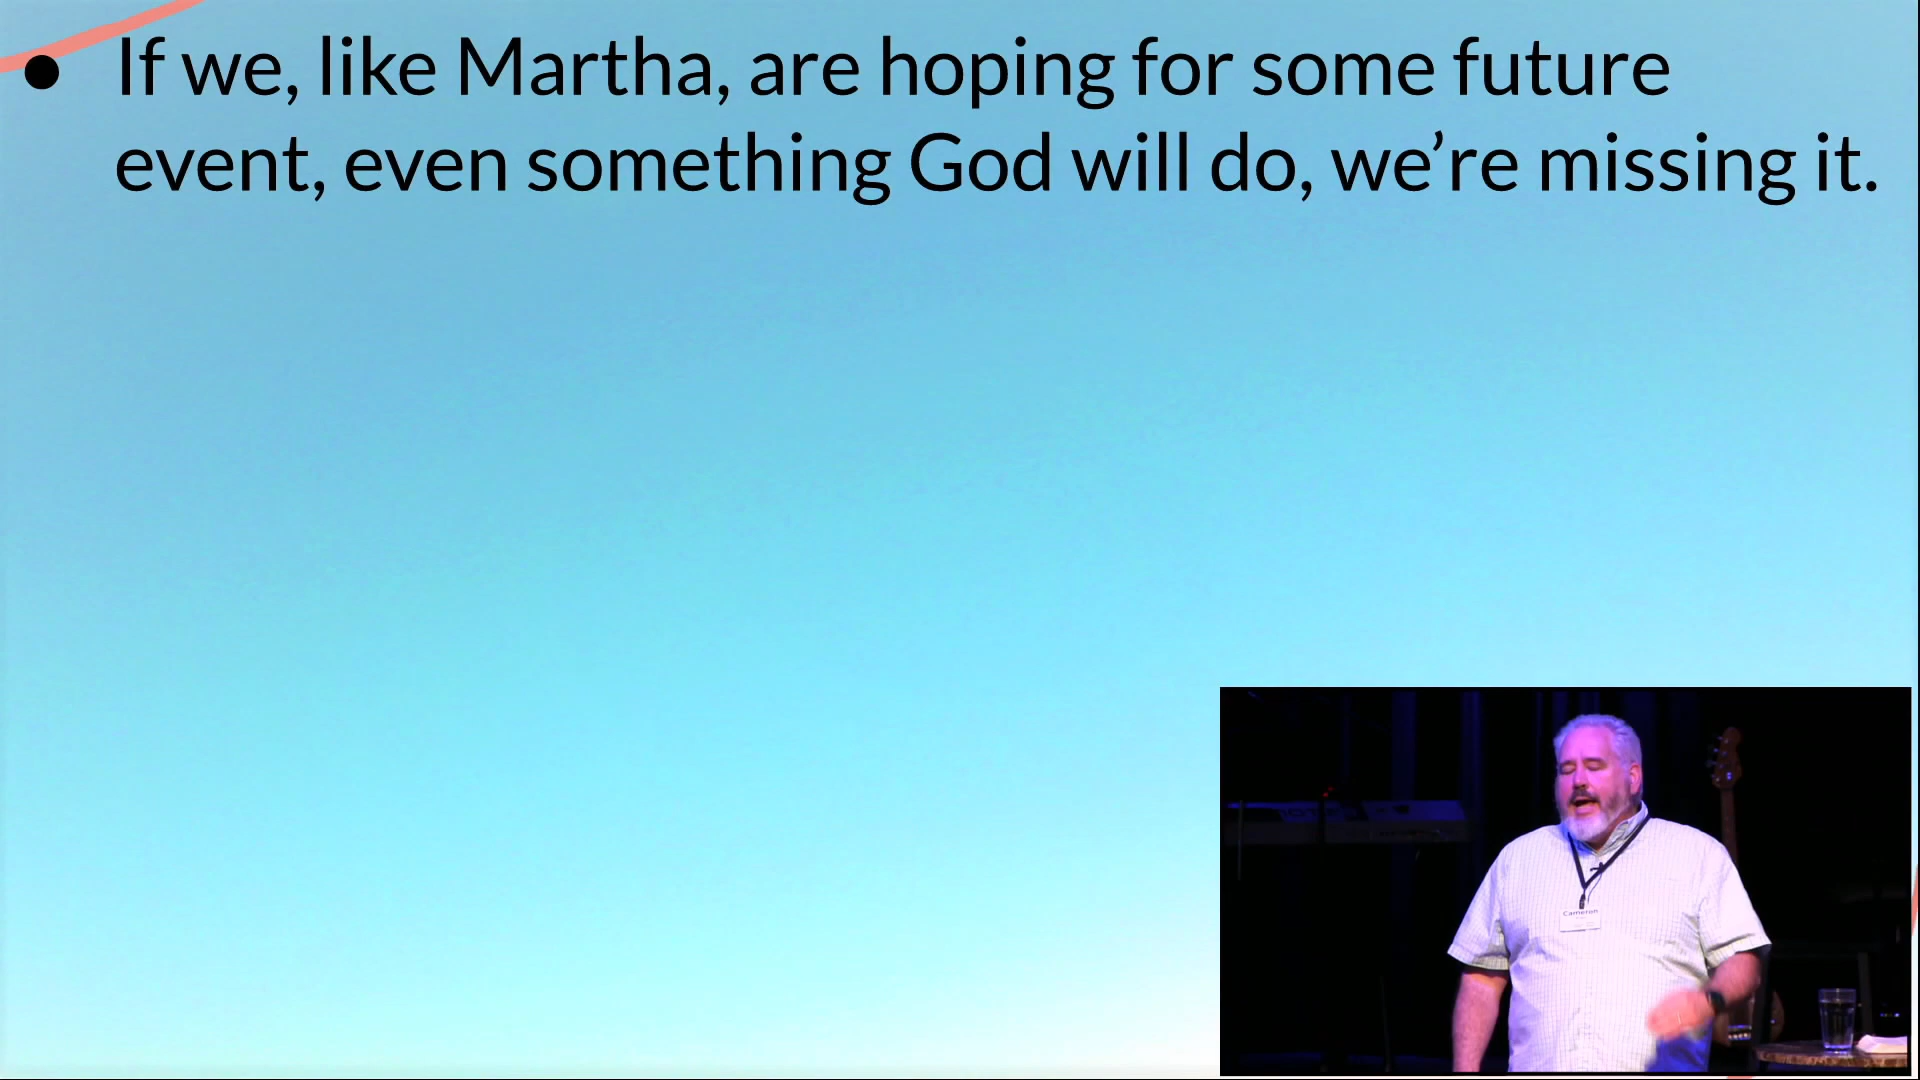 ● If we, like Martha, are hoping for some future
event, even something God will do, we’re missing it.
Cameron